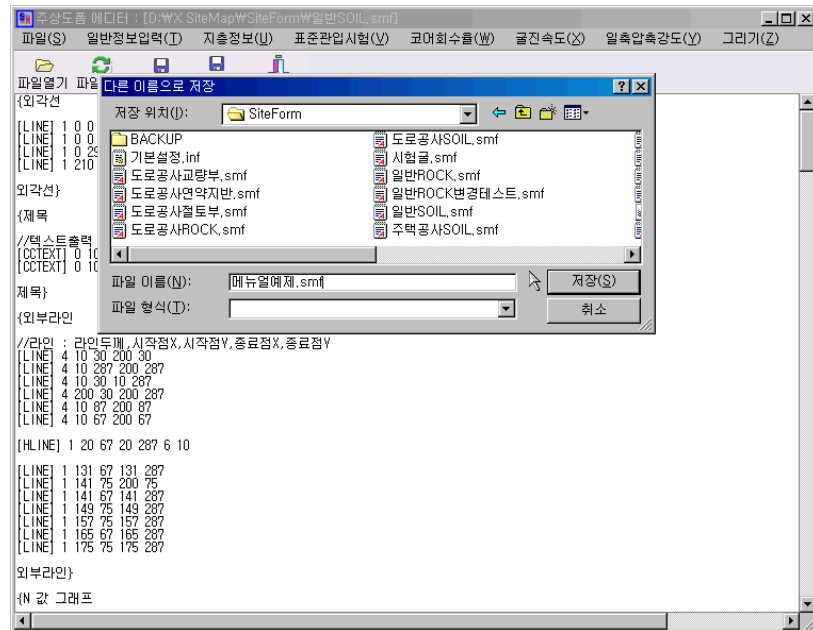 주상도폼 에디터 : [D:₩X SiteMap₩SiteForm₩일반SOIL.smf]
파일(S) 일반정보입력(T) 지층정보(U) 표준관입시험(V) 코어회수율(W) 굴진속도(X) 일축압축강도(Y) 그리기(Z)
파일열기
다른 이름으로 저장
저장 위치(I): SiteForm
BACKUP
기본설정.inf
도로공사교량부.smf
도로공사연약지반.smf
도로공사절토부.smf
도로공사ROCK.smf
도로공사SOIL.smf
시험굴.smf
일반ROCK.smf
일반ROCK변경테스트.smf
일반SOIL.smf
주택공사SOIL.smf
파일 이름(N): 메뉴얼예제.smf 저장(S)
파일 형식(T): 취소
{외곽선
[LINE] 1 0 0
[LINE] 1 0 0
[LINE] 1 0 29
[LINE] 1 210
외각선}
{제목
//텍스트출력
[CCTEXT] 0 10
[CCTEXT] 0 10
제목}
{외부라인
//라인 : 라인두께,시작점X,시작점Y,종료점X,종료점Y
[LINE] 4 10 30 200 30
[LINE] 4 10 287 200 287
[LINE] 4 10 30 10 287
[LINE] 4 200 30 200 287
[LINE] 4 10 87 200 87
[LINE] 4 10 67 200 67
[HLINE] 1 20 67 20 287 6 10
[LINE] 1 131 67 131 287
[LINE] 1 141 75 200 75
[LINE] 1 141 67 141 287
[LINE] 1 149 75 149 287
[LINE] 1 157 75 157 287
[LINE] 1 165 67 165 287
[LINE] 1 175 75 175 287
외부라인}
{N 값 그래프